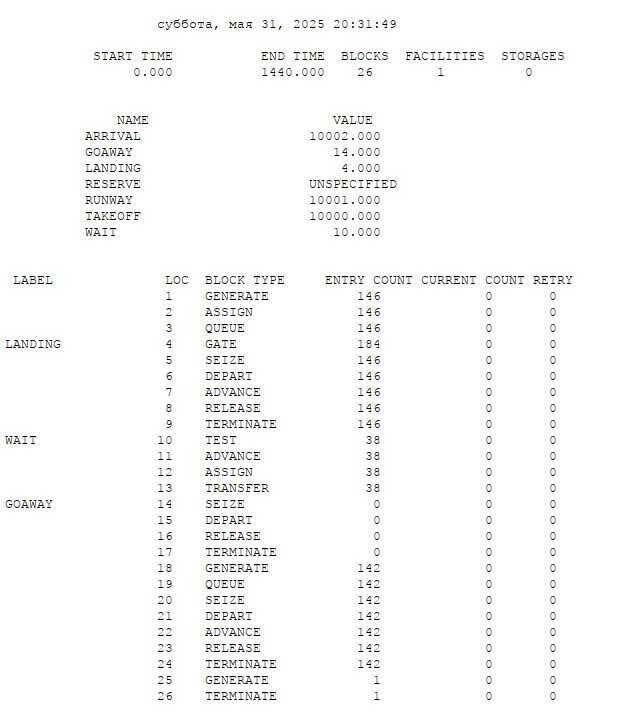 суббота, мая 31, 2025 20:31:49
START TIME END TIME BLOCKS FACILITIES STORAGES
0.000 1440.000 26 1 0
NAME VALUE
ARRIVAL 10002.000
GOAWAY 14.000
LANDING 4.000
RESERVE UNSPECIFIED
RUNWAY 10001.000
TAKEOFF 10000.000
WAIT 10.000
LABEL LOC BLOCK TYPE ENTRY COUNT CURRENT COUNT RETRY
1 GENERATE 146 0 0
2 ASSIGN 146 0 0
3 QUEUE 146 0 0
LANDING 4 GATE 184 0 0
5 SEIZE 146 0 0
6 DEPART 146 0 0
7 ADVANCE 146 0 0
8 RELEASE 146 0 0
9 TERMINATE 146 0 0
WAIT 10 TEST 38 0 0
11 ADVANCE 38 0 0
12 ASSIGN 38 0 0
13 TRANSFER 38 0 0
GOAWAY 14 SEIZE 0 0 0
15 DEPART 0 0 0
16 RELEASE 0 0 0
17 TERMINATE 0 0 0
18 GENERATE 142 0 0
19 QUEUE 142 0 0
20 SEIZE 142 0 0
21 DEPART 142 0 0
22 ADVANCE 142 0 0
23 RELEASE 142 0 0
24 TERMINATE 142 0 0
25 GENERATE 1 0 0
26 TERMINATE 1 0 0